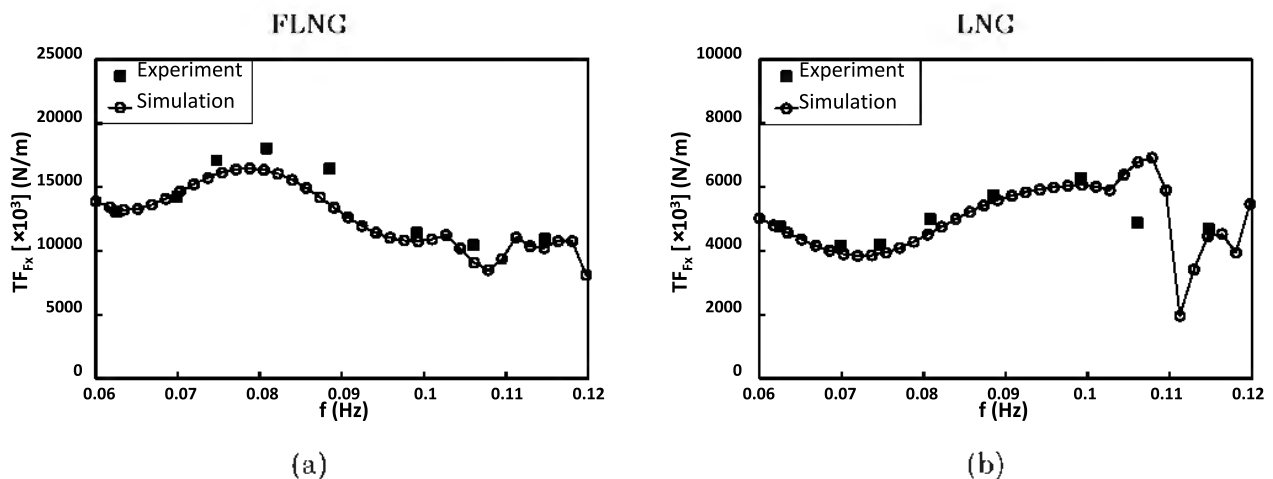 FLNG
25000
20000
15000
10000
5000
0
Experiment
Simulation
TF_Fx [×10³] (N/m)
0.06 0.07 0.08 0.09 0.1 0.11 0.12
f (Hz)
(a)
LNG
10000
8000
6000
4000
2000
0
Experiment
Simulation
TF_Fx [×10³] (N/m)
0.06 0.07 0.08 0.09 0.1 0.11 0.12
f (Hz)
(b)